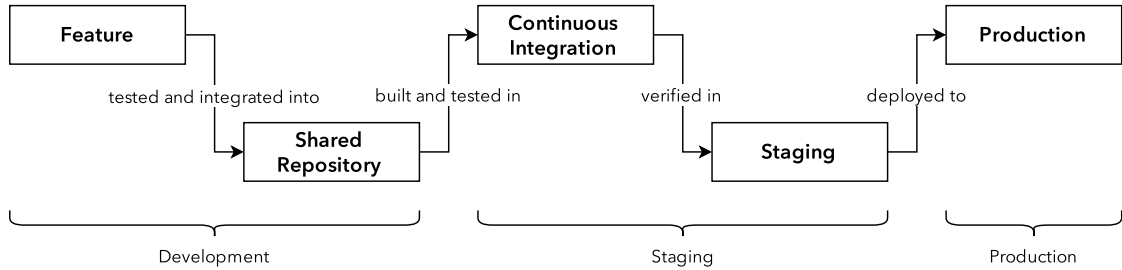 Feature
tested and integrated into
Shared
Repository
built and tested in
Continuous
Integration
verified in
Staging
deployed to
Production
Development
Staging
Production